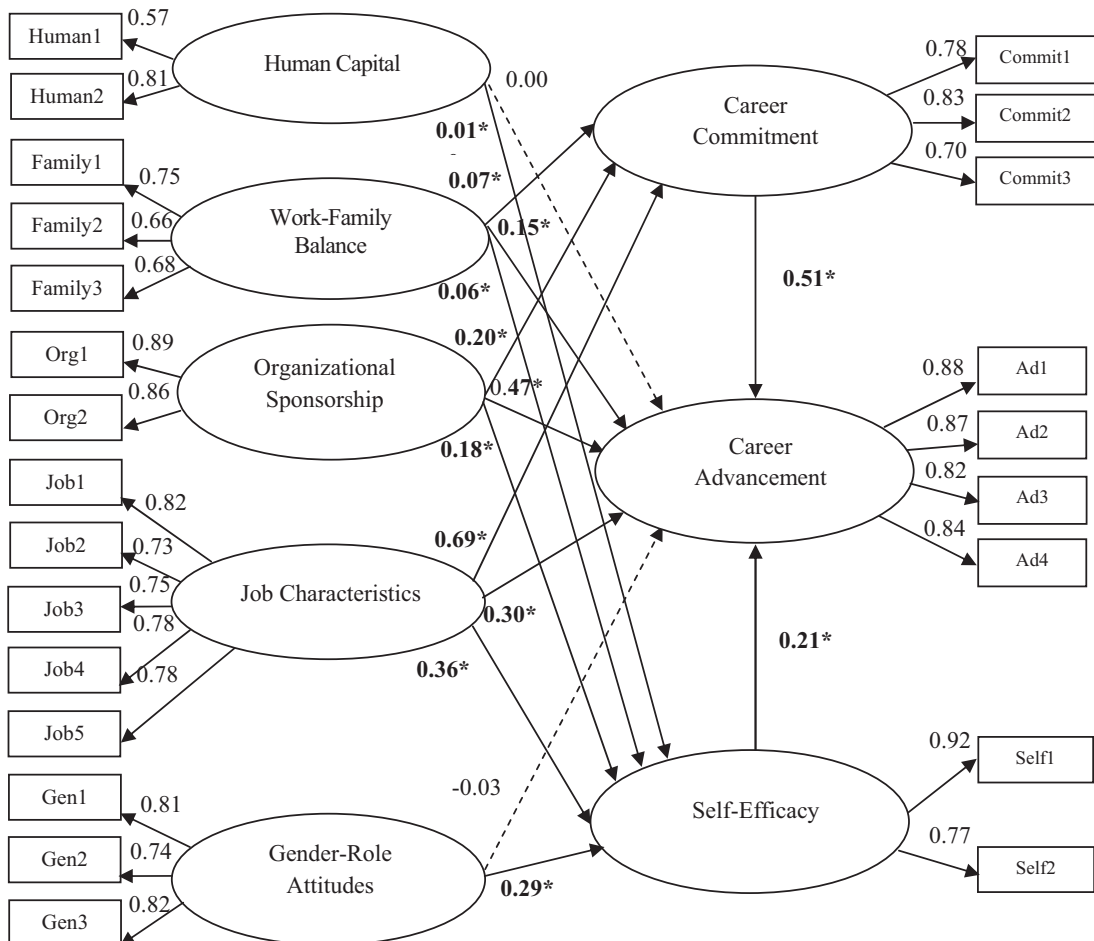 Human1
0.57
Human2
0.81
Human Capital
0.00
0.01*
-
0.07*
Family1
0.75
Family2
0.66
Family3
0.68
Work-Family
Balance
0.15*
0.06*
Org1
0.89
Org2
0.86
Organizational
Sponsorship
0.20*
0.47*
0.18*
Job1
0.82
Job2
0.73
Job3
0.75
Job4
0.78
Job5
0.78
Job Characteristics
0.69*
0.30*
0.36*
Gen1
0.81
Gen2
0.74
Gen3
0.82
Gender-Role
Attitudes
-0.03
0.29*
Career
Commitment
0.78
Commit1
0.83
Commit2
0.70
Commit3
0.51*
Career
Advancement
0.88
Ad1
0.87
Ad2
0.82
Ad3
0.84
Ad4
0.21*
Self-Efficacy
0.92
Self1
0.77
Self2